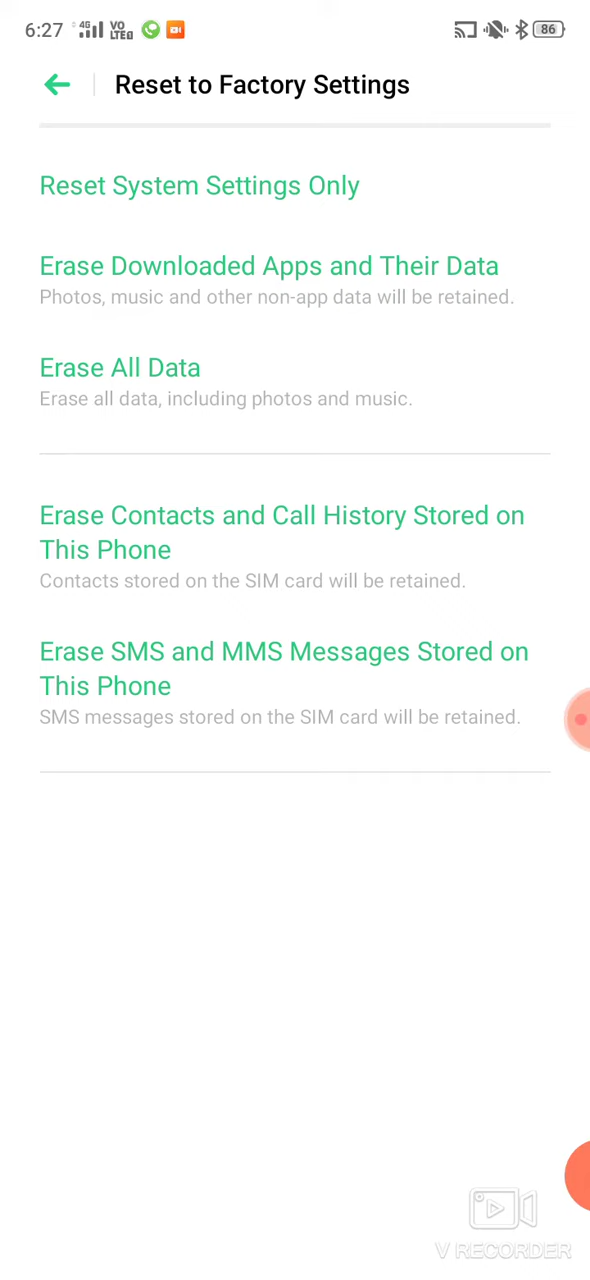 6:27 4G VO LTE 86
Reset to Factory Settings
Reset System Settings Only
Erase Downloaded Apps and Their Data
Photos, music and other non-app data will be retained.
Erase All Data
Erase all data, including photos and music.
Erase Contacts and Call History Stored on
This Phone
Contacts stored on the SIM card will be retained.
Erase SMS and MMS Messages Stored on
This Phone
SMS messages stored on the SIM card will be retained.
V RECORDER